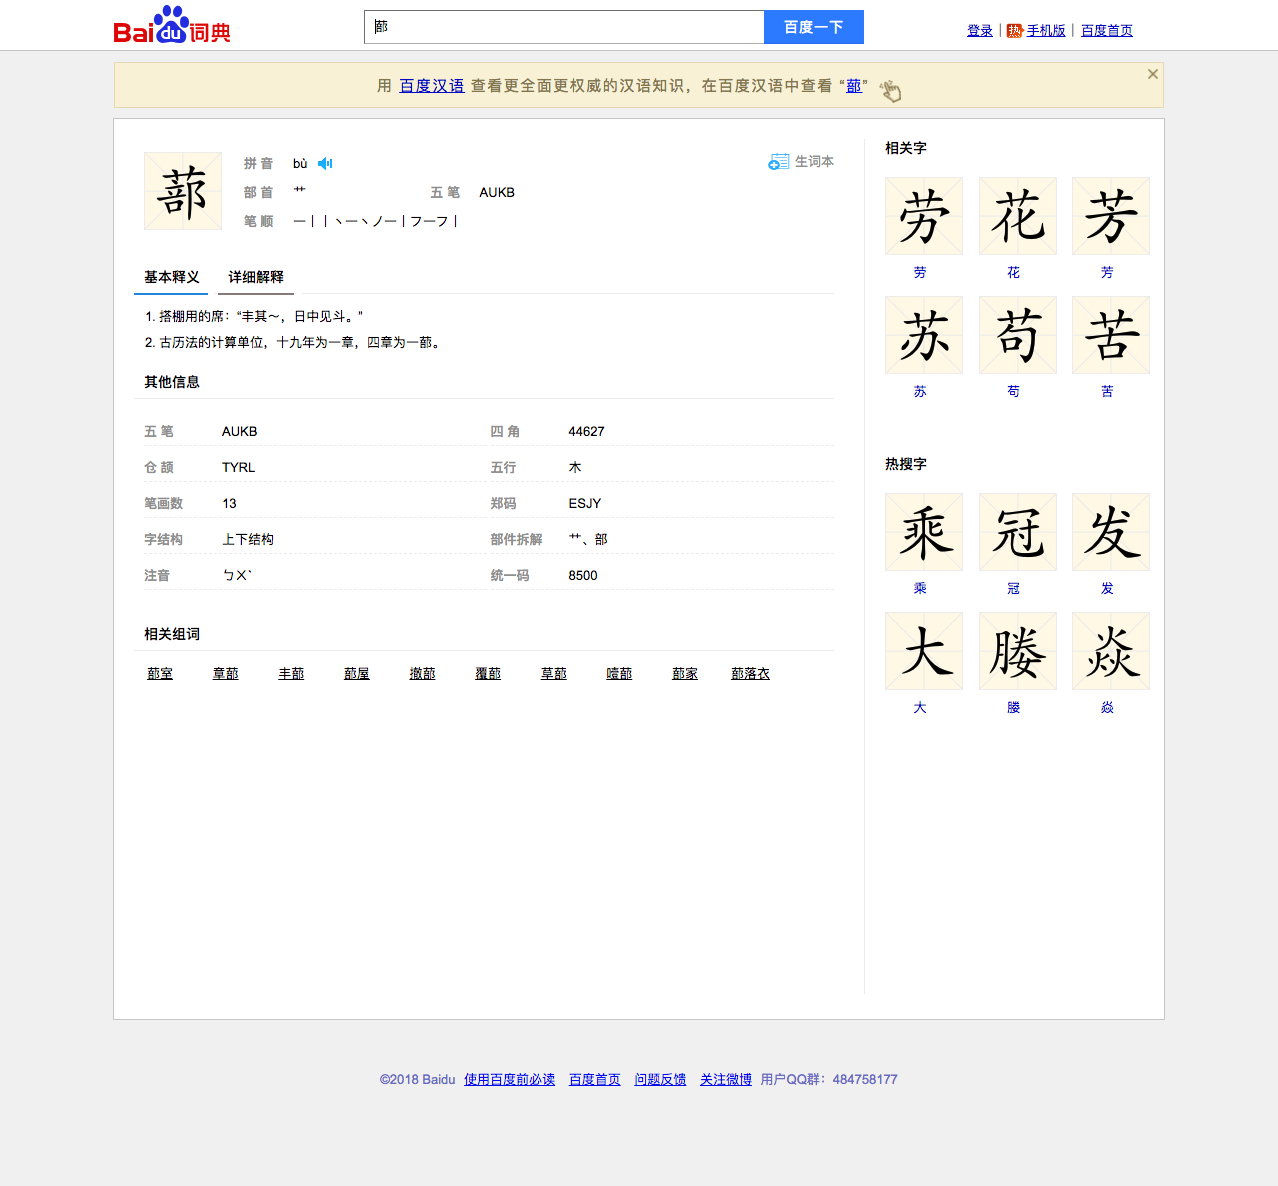 Baidu词典
蔀
百度一下
登录 | 热 手机版 | 百度首页
用 百度汉语 查看更全面更权威的汉语知识，在百度汉语中查看 “蔀”
蔀
拼 音 bù
生词本
部 首 艹 五 笔 AUKB
笔 顺 一丨丨丶一丶ノ一丨フ一フ丨
基本释义 详细解释
1. 搭棚用的席：“丰其～，日中见斗。”
2. 古历法的计算单位，十九年为一章，四章为一蔀。
其他信息
五 笔 AUKB 四 角 44627
仓 颉 TYRL 五行 木
笔画数 13 郑码 ESJY
字结构 上下结构 部件拆解 艹、部
注音 ㄅㄨˋ 统一码 8500
相关组词
蔀室 章蔀 丰蔀 蔀屋 撤蔀 覆蔀 草蔀 曀蔀 蔀家 蔀落衣
相关字
劳 花 芳
劳 花 芳
苏 苟 苦
苏 苟 苦
热搜字
乘 冠 发
乘 冠 发
大 媵 焱
大 媵 焱
©2018 Baidu 使用百度前必读 百度首页 问题反馈 关注微博 用户QQ群：484758177